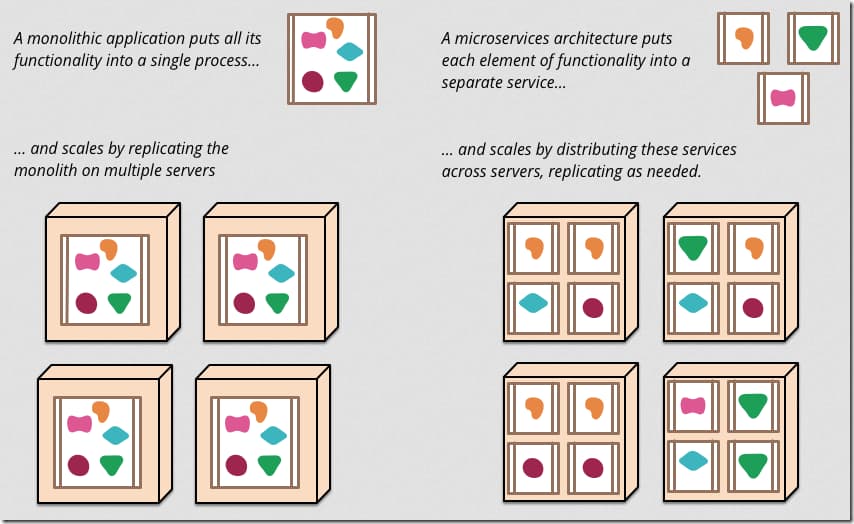 A monolithic application puts all its
functionality into a single process...
... and scales by replicating the
monolith on multiple servers
A microservices architecture puts
each element of functionality into a
separate service...
... and scales by distributing these services
across servers, replicating as needed.